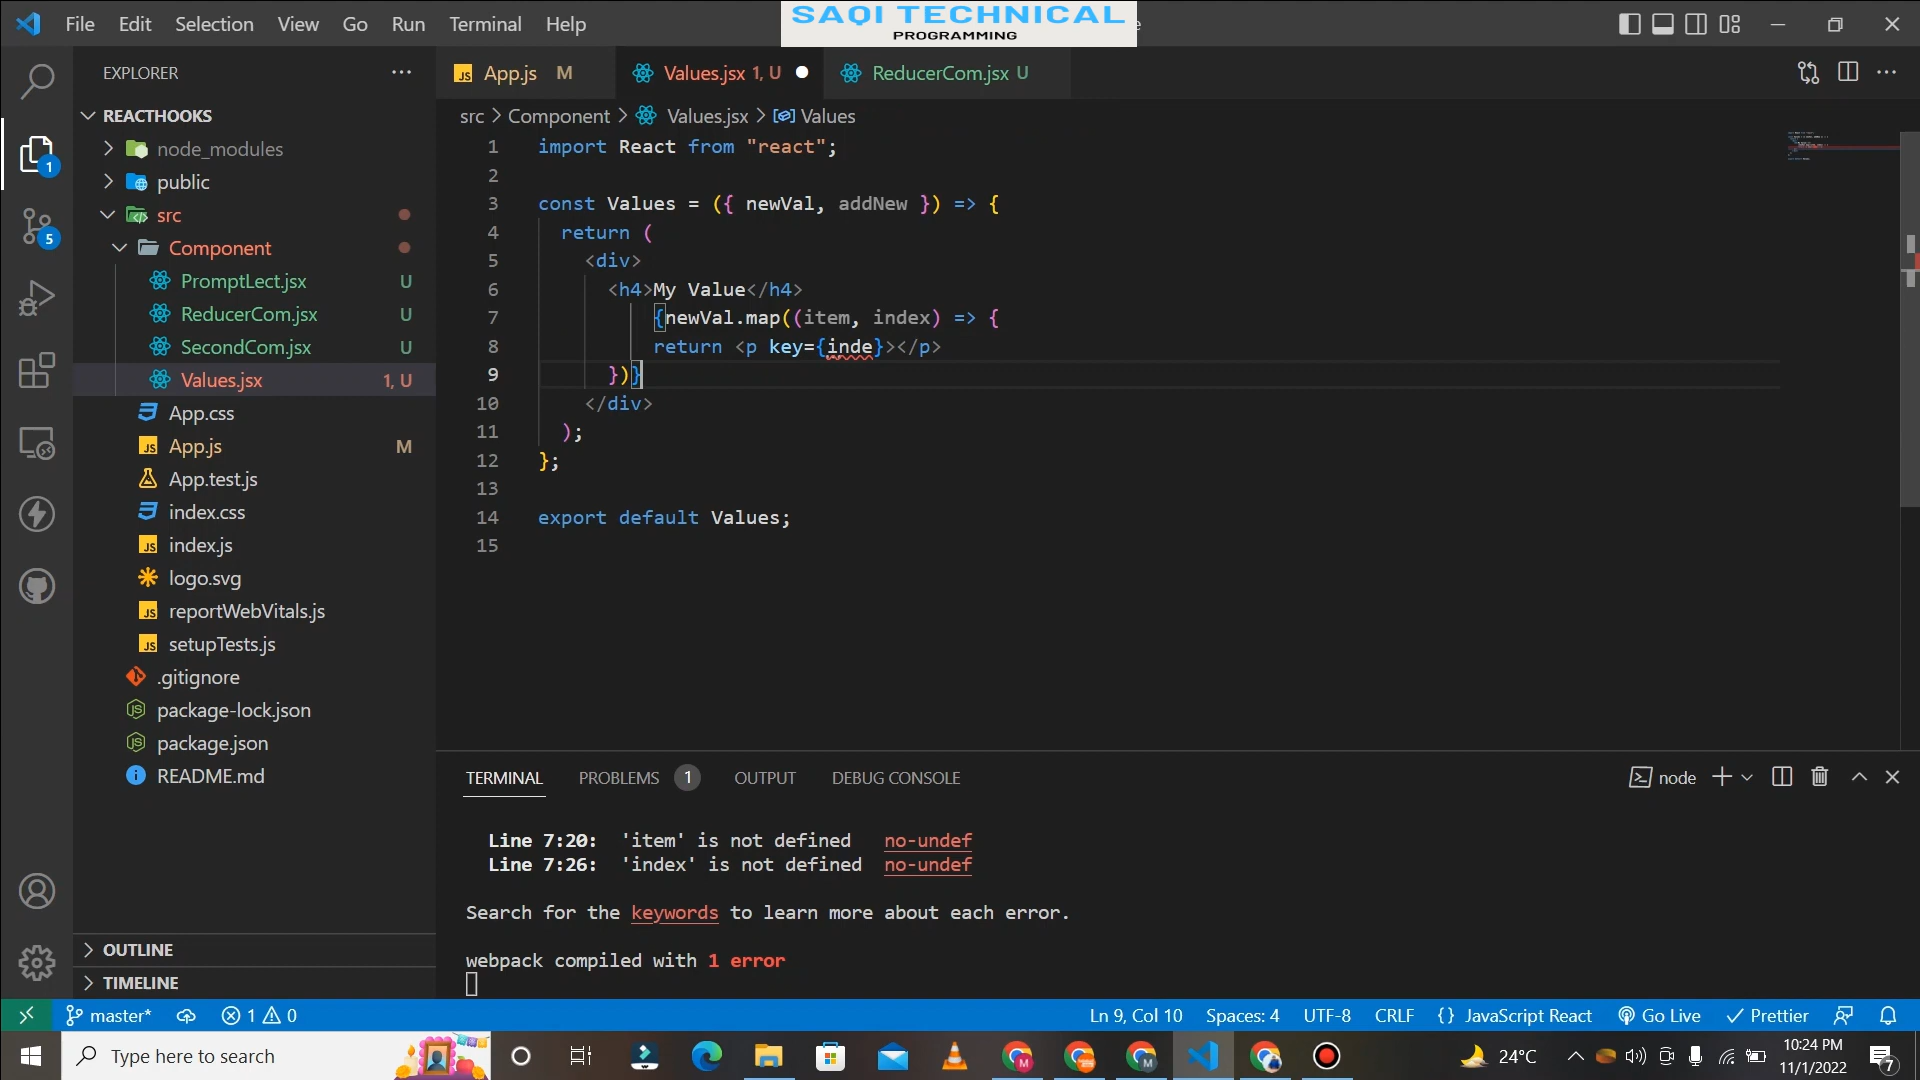 File Edit Selection View Go Run Terminal Help
SAQI TECHNICAL
PROGRAMMING
EXPLORER
REACTHOOKS
node_modules
public
src
Component
PromptLect.jsx U
ReducerCom.jsx U
SecondCom.jsx U
Values.jsx 1, U
App.css
App.js M
App.test.js
index.css
index.js
logo.svg
reportWebVitals.js
setupTests.js
.gitignore
package-lock.json
package.json
README.md
OUTLINE
TIMELINE
1
5
App.js M
Values.jsx 1, U
ReducerCom.jsx U
src > Component > Values.jsx > Values
1 import React from "react";
2
3 const Values = ({ newVal, addNew }) => {
4 return (
5 <div>
6 <h4>My Value</h4>
7 {newVal.map((item, index) => {
8 return <p key={inde}></p>
9 })}
10 </div>
11 );
12 };
13
14 export default Values;
15
TERMINAL PROBLEMS 1 OUTPUT DEBUG CONSOLE
node
Line 7:20: 'item' is not defined no-undef
Line 7:26: 'index' is not defined no-undef
Search for the keywords to learn more about each error.
webpack compiled with 1 error
master* 1 0
Ln 9, Col 10 Spaces: 4 UTF-8 CRLF {} JavaScript React Go Live Prettier
Type here to search
24°C
10:24 PM
11/1/2022
7